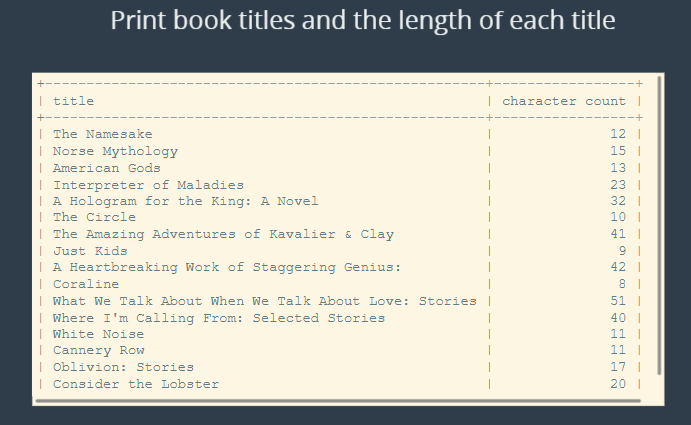 Print book titles and the length of each title
title | character count
The Namesake | 12
Norse Mythology | 15
American Gods | 13
Interpreter of Maladies | 23
A Hologram for the King: A Novel | 32
The Circle | 10
The Amazing Adventures of Kavalier & Clay | 41
Just Kids | 9
A Heartbreaking Work of Staggering Genius: | 42
Coraline | 8
What We Talk About When We Talk About Love: Stories | 51
Where I'm Calling From: Selected Stories | 40
White Noise | 11
Cannery Row | 11
Oblivion: Stories | 17
Consider the Lobster | 20